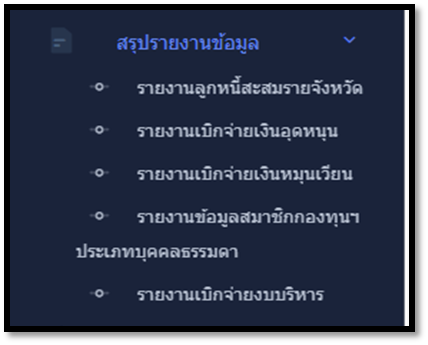 สรุปรายงานข้อมูล
รายงานลูกหนี้สะสมรายจังหวัด
รายงานเบิกจ่ายเงินอุดหนุน
รายงานเบิกจ่ายเงินหมุนเวียน
รายงานข้อมูลสมาชิกกองทุนฯ
ประเภทบุคคลธรรมดา
รายงานเบิกจ่ายงบบริหาร